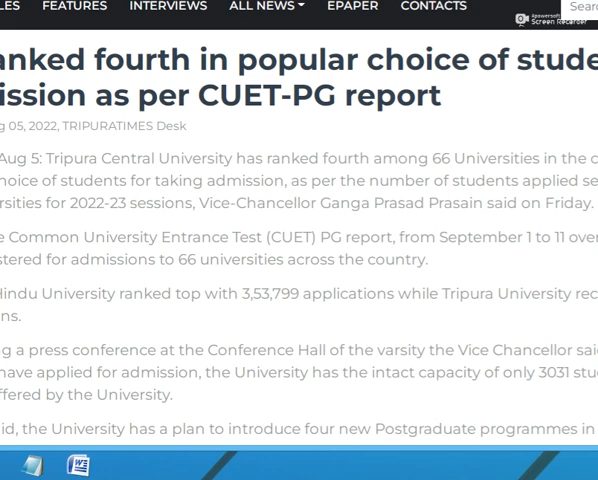 LES FEATURES INTERVIEWS ALL NEWS EPAPER CONTACTS Sear
Apowersoft
Screen Recorder
anked fourth in popular choice of stude
ission as per CUET-PG report
g 05, 2022, TRIPURATIMES Desk
Aug 5: Tripura Central University has ranked fourth among 66 Universities in the c
hoice of students for taking admission, as per the number of students applied se
rsities for 2022-23 sessions, Vice-Chancellor Ganga Prasad Prasain said on Friday.
e Common University Entrance Test (CUET) PG report, from September 1 to 11 over
stered for admissions to 66 universities across the country.
Hindu University ranked top with 3,53,799 applications while Tripura University rec
ns.
g a press conference at the Conference Hall of the varsity the Vice Chancellor sai
have applied for admission, the University has the intact capacity of only 3031 stu
ffered by the University.
id, the University has a plan to introduce four new Postgraduate programmes in